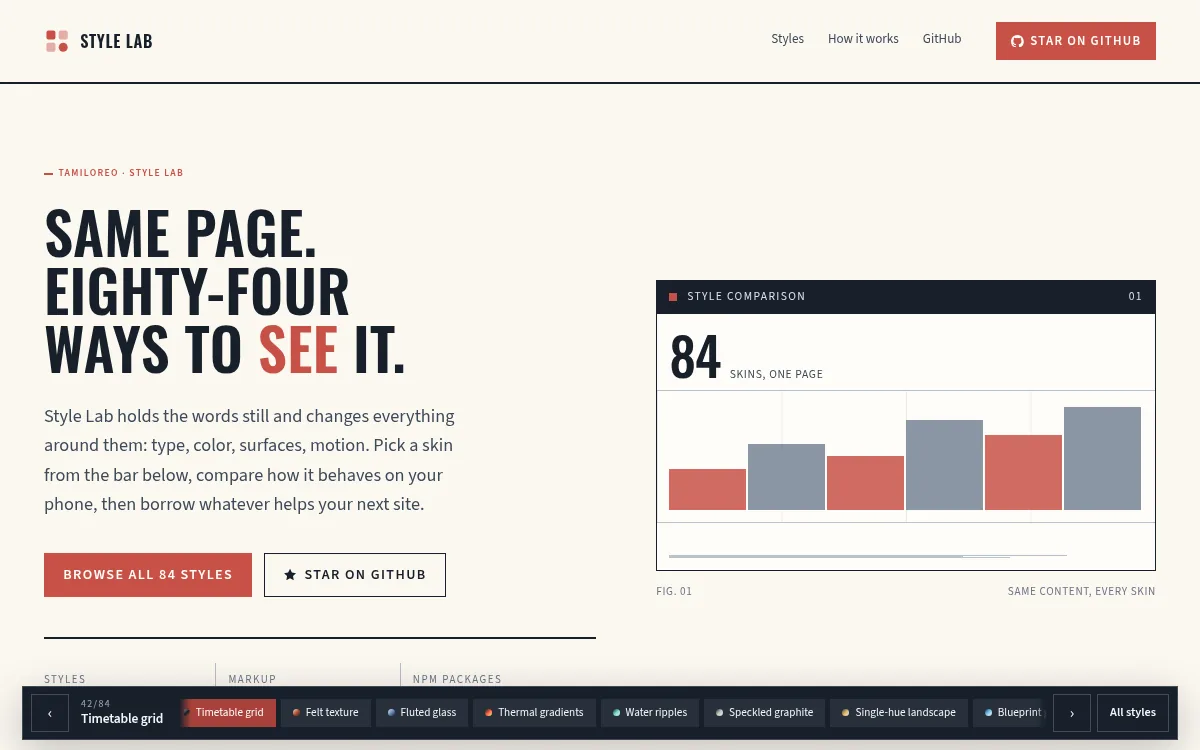 STYLE LAB
Styles
How it works
GitHub
STAR ON GITHUB
TAMILOREO · STYLE LAB
SAME PAGE.
EIGHTY-FOUR
WAYS TO SEE IT.
Style Lab holds the words still and changes everything
around them: type, color, surfaces, motion. Pick a skin
from the bar below, compare how it behaves on your
phone, then borrow whatever helps your next site.
BROWSE ALL 84 STYLES
STAR ON GITHUB
STYLE COMPARISON
01
84
SKINS, ONE PAGE
FIG. 01
SAME CONTENT, EVERY SKIN
STYLES
MARKUP
NPM PACKAGES
42/84
Timetable grid
Timetable grid
Felt texture
Fluted glass
Thermal gradients
Water ripples
Speckled graphite
Single-hue landscape
Blueprint
All styles